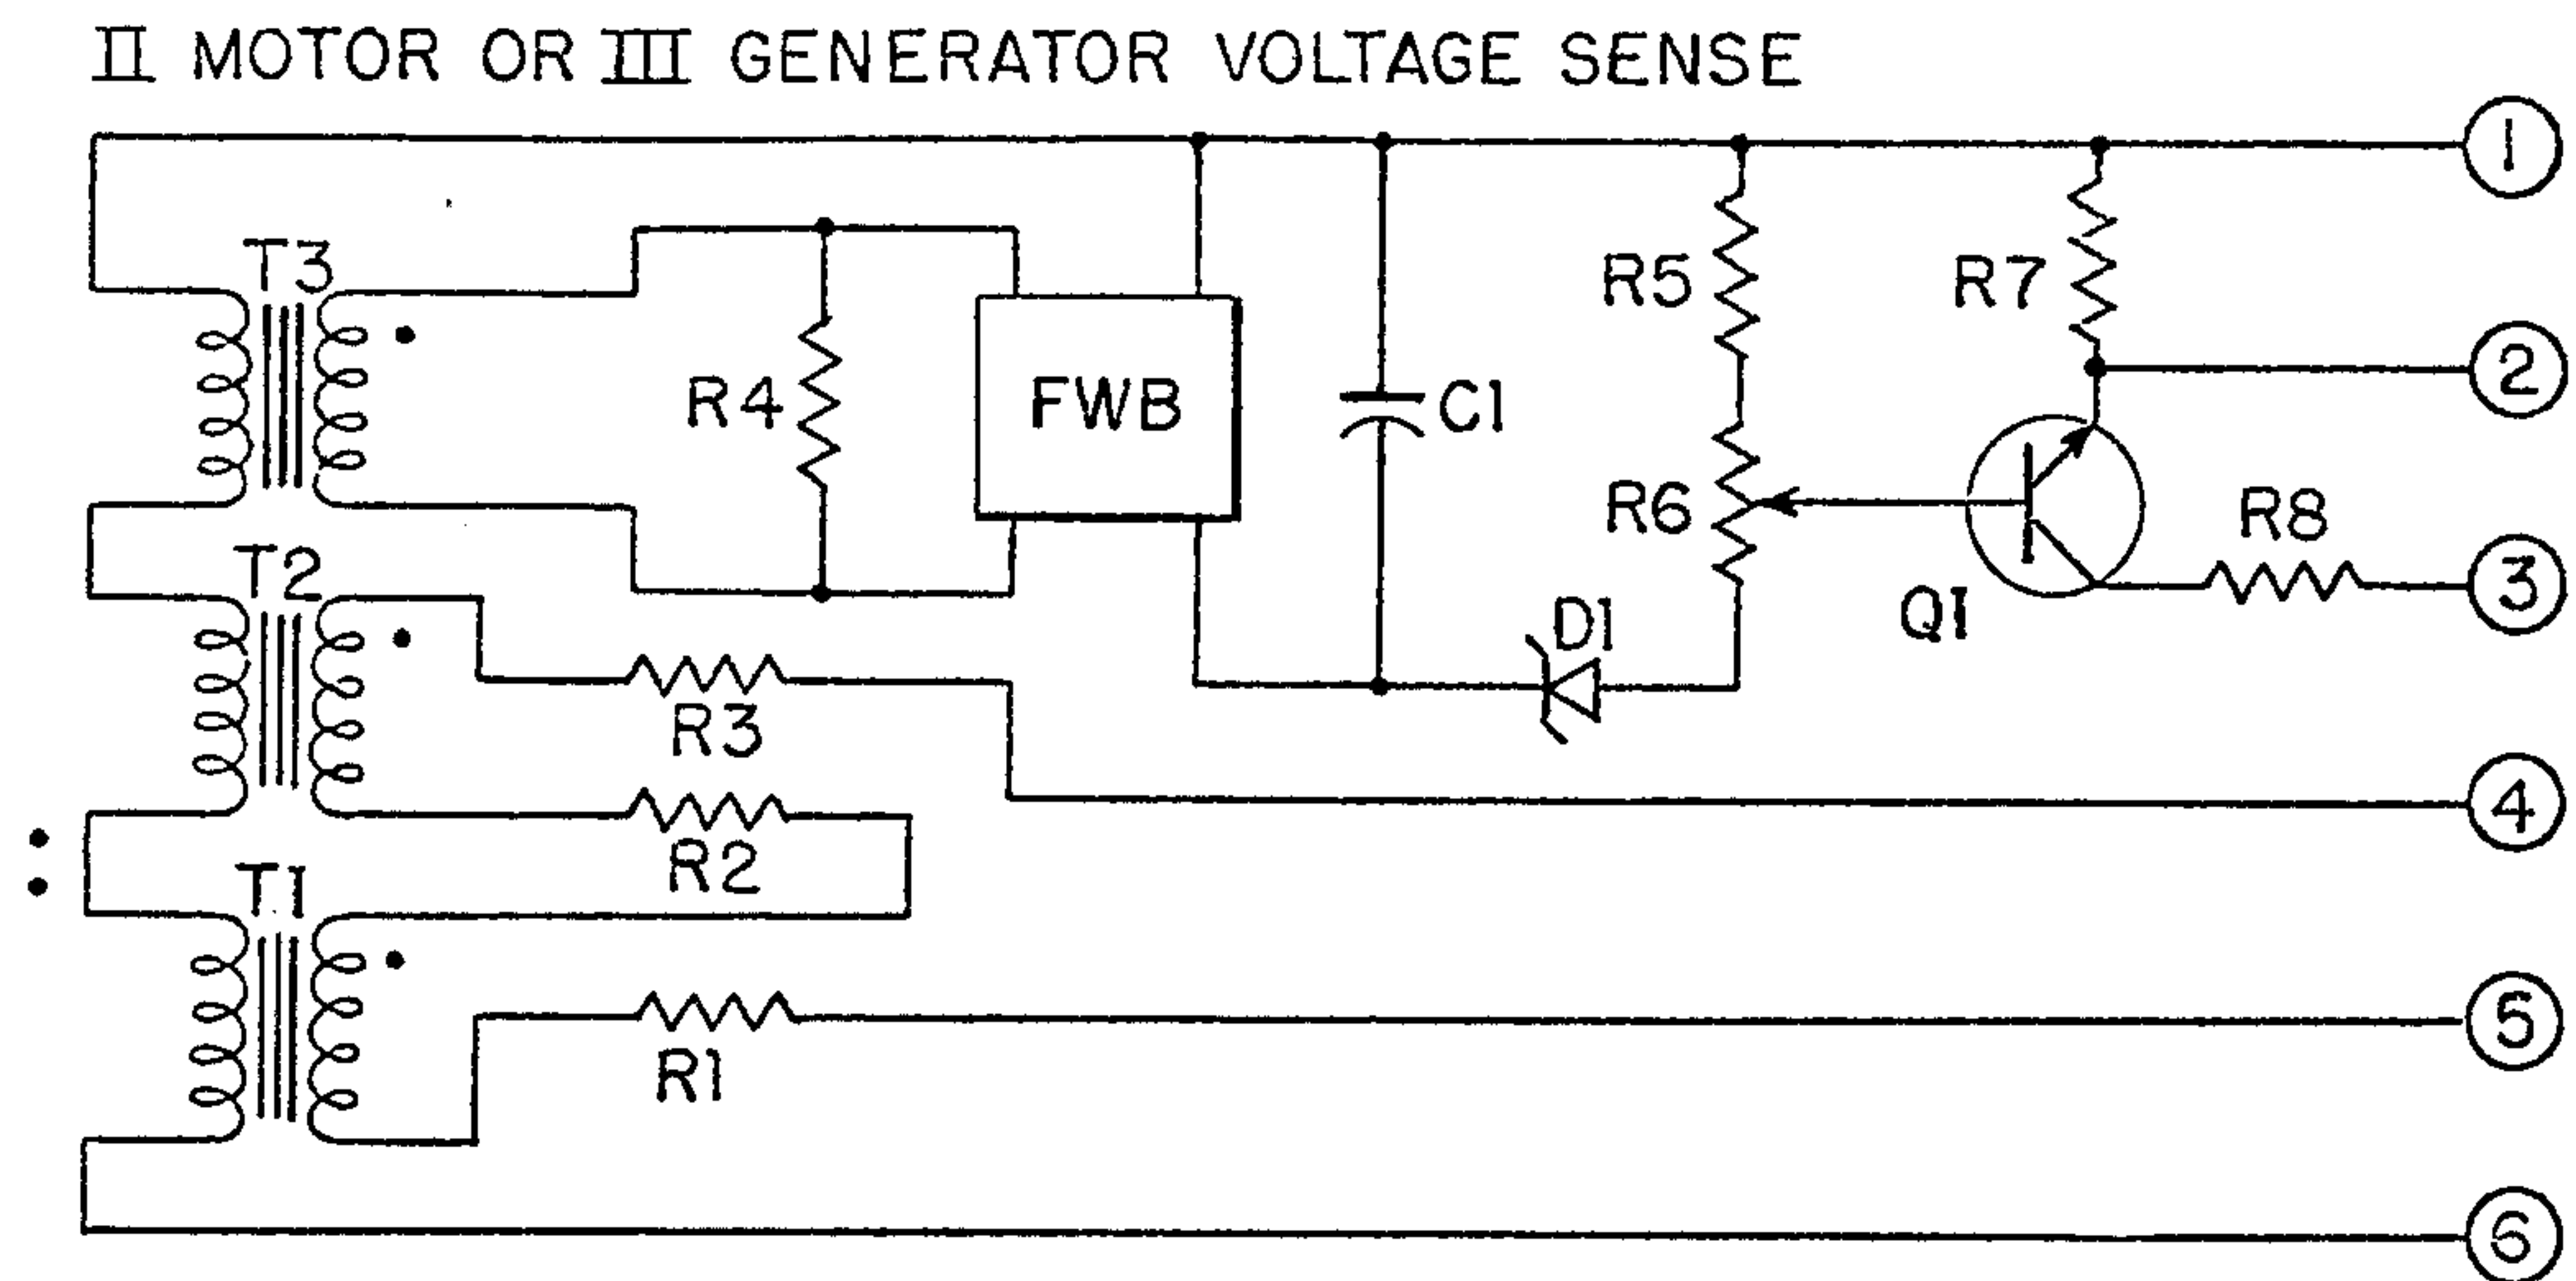 II MOTOR OR III GENERATOR VOLTAGE SENSE
1
T3
R5
R7
2
R4
FWB
C1
R6
R8
3
T2
D1
Q1
R3
4
R2
T1
5
R1
6